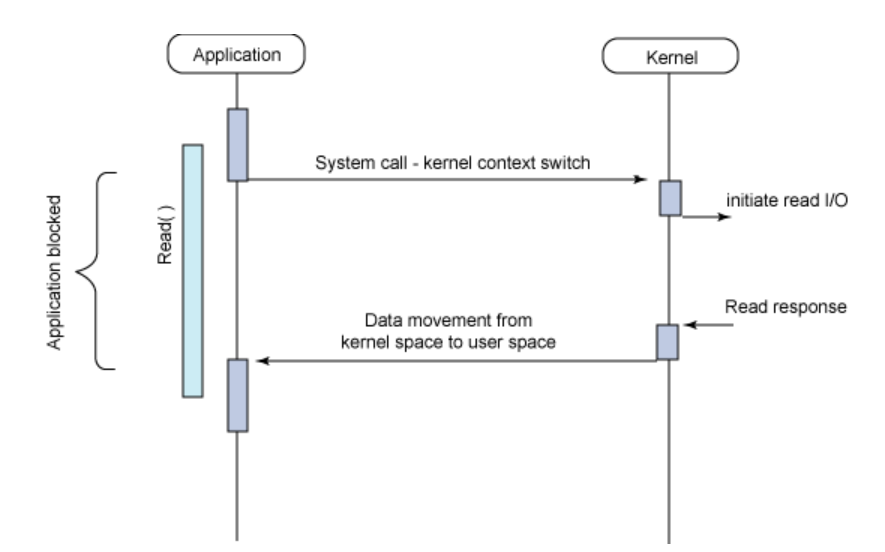 Application
Kernel
System call - kernel context switch
initiate read I/O
Application blocked
Read( )
Read response
Data movement from
kernel space to user space